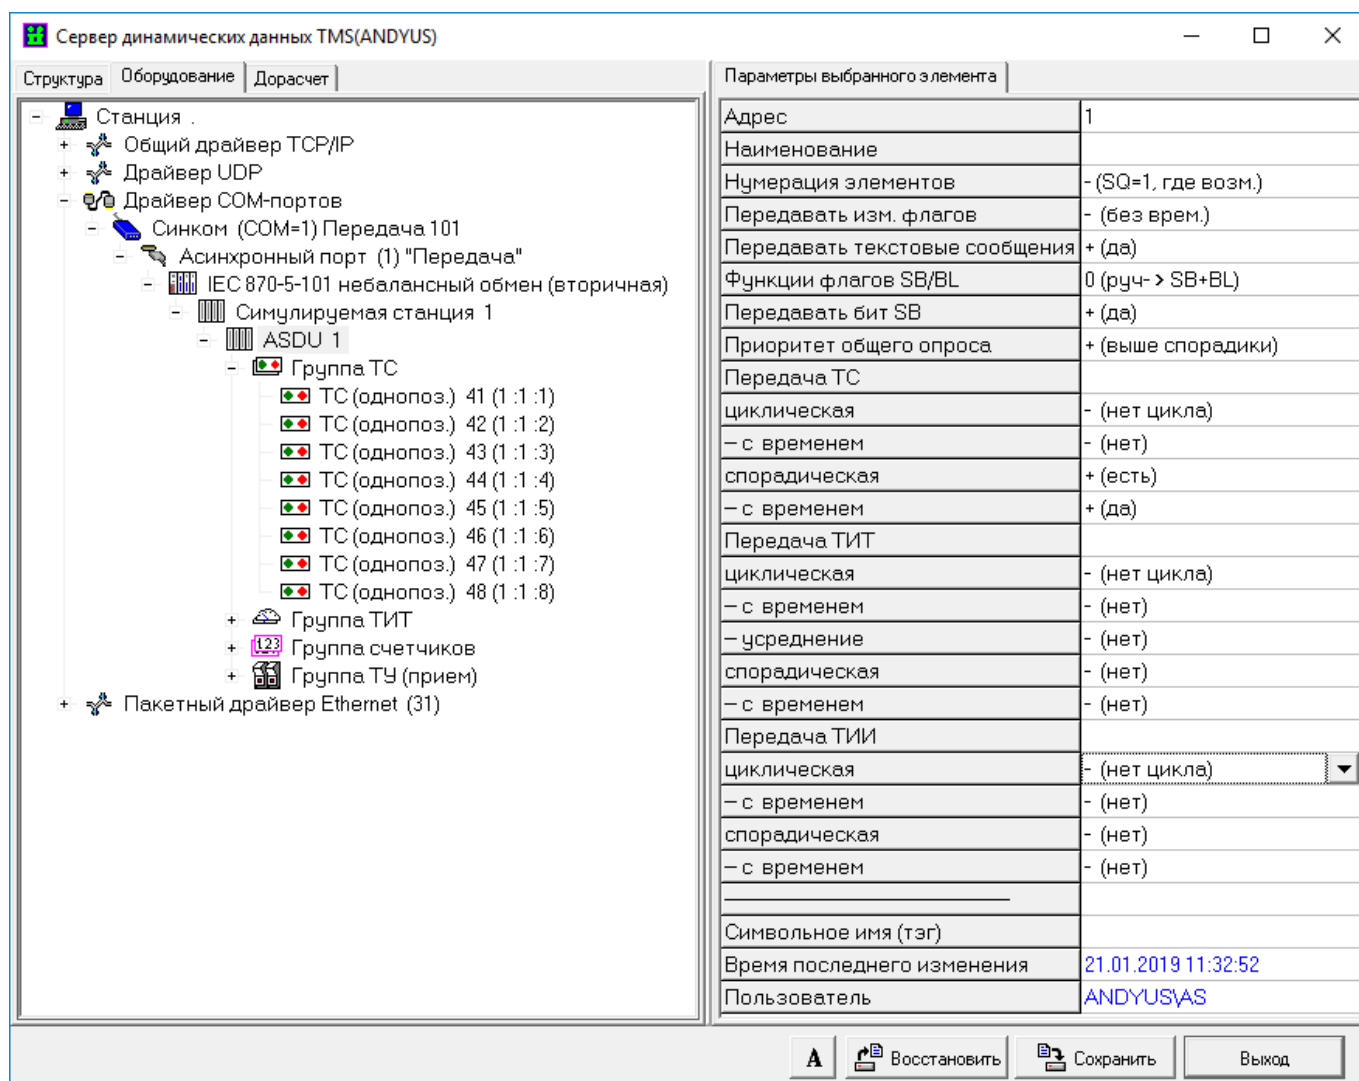 Сервер динамических данных TMS(ANDYUS)
Структура Оборудование Дорасчет
Станция .
+ Общий драйвер TCP/IP
+ Драйвер UDP
- Драйвер COM-портов
- Синком (COM=1) Передача 101
- Асинхронный порт (1) "Передача"
- IEC 870-5-101 небалансный обмен (вторичная)
- Симулируемая станция 1
- ASDU 1
- Группа ТС
ТС (однопоз.) 41 (1 :1 :1)
ТС (однопоз.) 42 (1 :1 :2)
ТС (однопоз.) 43 (1 :1 :3)
ТС (однопоз.) 44 (1 :1 :4)
ТС (однопоз.) 45 (1 :1 :5)
ТС (однопоз.) 46 (1 :1 :6)
ТС (однопоз.) 47 (1 :1 :7)
ТС (однопоз.) 48 (1 :1 :8)
+ Группа ТИТ
+ 123 Группа счетчиков
+ Группа ТУ (прием)
+ Пакетный драйвер Ethernet (31)
Параметры выбранного элемента
Адрес 1
Наименование
Нумерация элементов - (SQ=1, где возм.)
Передавать изм. флагов - (без врем.)
Передавать текстовые сообщения + (да)
Функции флагов SB/BL 0 (руч-> SB+BL)
Передавать бит SB + (да)
Приоритет общего опроса + (выше спорадики)
Передача ТС
циклическая - (нет цикла)
— с временем - (нет)
спорадическая + (есть)
— с временем + (да)
Передача ТИТ
циклическая - (нет цикла)
— с временем - (нет)
— усреднение - (нет)
спорадическая - (нет)
— с временем - (нет)
Передача ТИИ
циклическая - (нет цикла)
— с временем - (нет)
спорадическая - (нет)
— с временем - (нет)
Символьное имя (тэг)
Время последнего изменения 21.01.2019 11:32:52
Пользователь ANDYUS\AS
A Восстановить Сохранить Выход